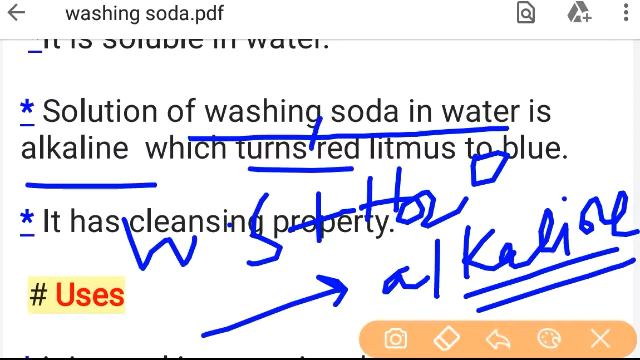 washing soda.pdf
*It is soluble in water.
* Solution of washing soda in water is
alkaline which turns red litmus to blue.
* It has cleansing property.
W.S + H2O
→ alkaline
# Uses